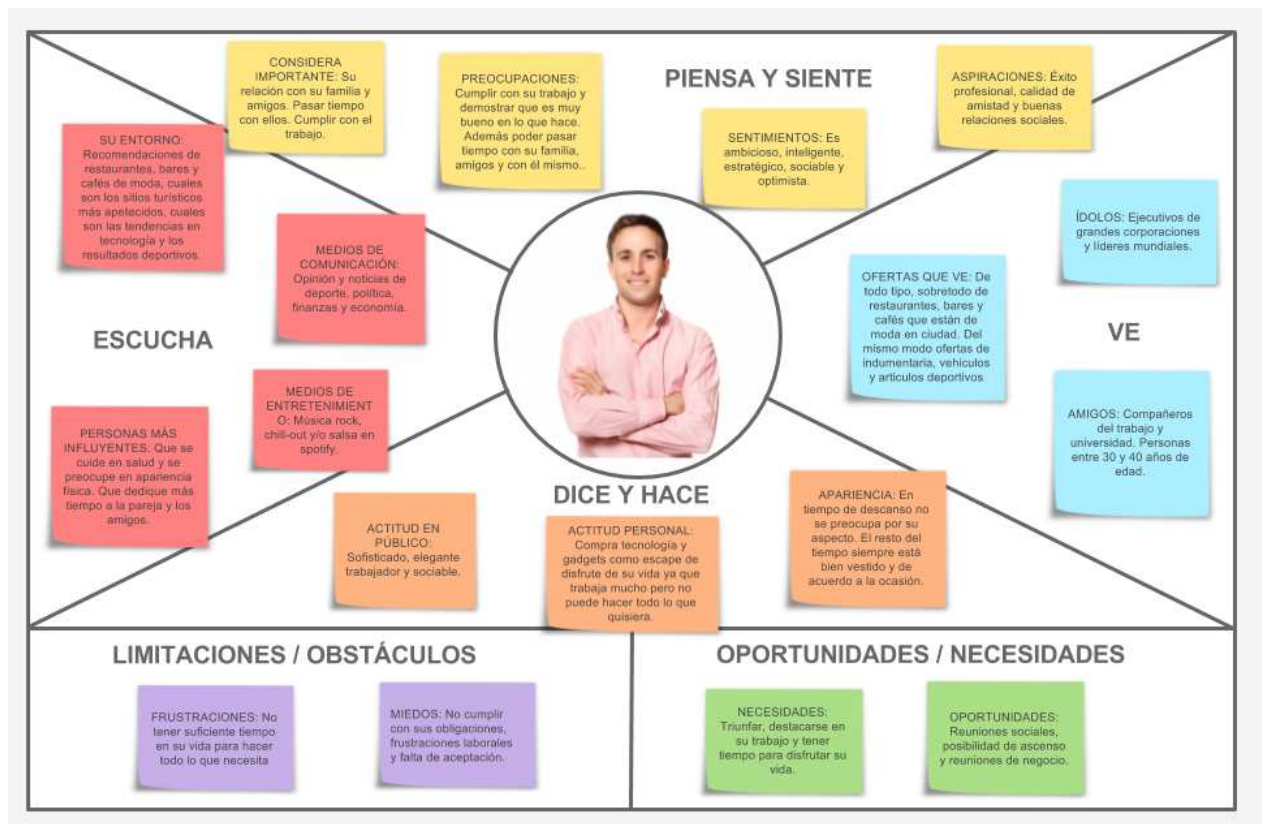 PIENSA Y SIENTE
CONSIDERA
IMPORTANTE: Su
relación con su familia y
amigos. Pasar tiempo
con ellos. Cumplir con el
trabajo.
PREOCUPACIONES:
Cumplir con su trabajo y
demostrar que es muy
bueno en lo que hace.
Además poder pasar
tiempo con su familia,
amigos y con él mismo..
SENTIMIENTOS: Es
ambicioso, inteligente,
estratégico, sociable y
optimista.
ASPIRACIONES: Éxito
profesional, calidad de
amistad y buenas
relaciones sociales.
ESCUCHA
SU ENTORNO:
Recomendaciones de
restaurantes, bares y
cafés de moda, cuales
son los sitios turísticos
más apetecidos, cuales
son las tendencias en
tecnología y los
resultados deportivos.
MEDIOS DE
COMUNICACIÓN:
Opinión y noticias de
deporte, política,
finanzas y economía.
MEDIOS DE
ENTRETENIMIENT
O: Música rock,
chill-out y/o salsa en
spotify.
PERSONAS MÁS
INFLUYENTES: Que se
cuide en salud y se
preocupe en apariencia
física. Que dedique más
tiempo a la pareja y los
amigos.
VE
ÍDOLOS: Ejecutivos de
grandes corporaciones
y líderes mundiales.
OFERTAS QUE VE: De
todo tipo, sobretodo de
restaurantes, bares y
cafés que están de
moda en ciudad. Del
mismo modo ofertas de
indumentaria, vehículos
y artículos deportivos
AMIGOS: Compañeros
del trabajo y
universidad. Personas
entre 30 y 40 años de
edad.
DICE Y HACE
ACTITUD EN
PÚBLICO:
Sofisticado, elegante
trabajador y sociable,
ACTITUD PERSONAL:
Compra tecnología y
gadgets como escape de
disfrute de su vida ya que
trabaja mucho pero no
puede hacer todo lo que
quisiera.
APARIENCIA: En
tiempo de descanso no
se preocupa por su
aspecto. El resto del
tiempo siempre está
bien vestido y de
acuerdo a la ocasión.
LIMITACIONES / OBSTÁCULOS
FRUSTRACIONES: No
tener suficiente tiempo
en su vida para hacer
todo lo que necesita
MIEDOS: No cumplir
con sus obligaciones,
frustraciones laborales
y falta de aceptación.
OPORTUNIDADES / NECESIDADES
NECESIDADES:
Triunfar, destacarse en
su trabajo y tener
tiempo para disfrutar su
vida.
OPORTUNIDADES:
Reuniones sociales,
posibilidad de ascenso
y reuniones de negocio.